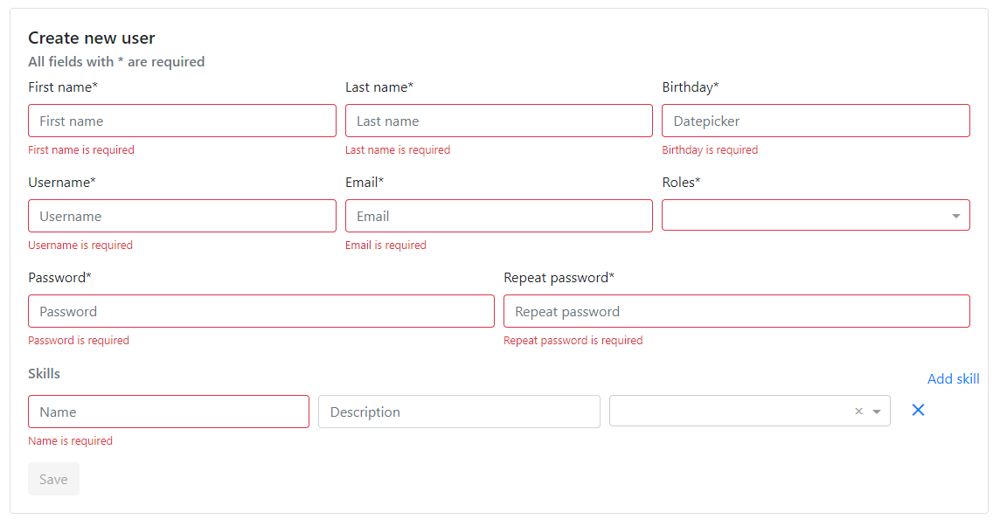 Create new user
All fields with * are required
First name* Last name* Birthday*
First name Last name Datepicker
First name is required Last name is required Birthday is required
Username* Email* Roles*
Username Email
Username is required Email is required
Password* Repeat password*
Password Repeat password
Password is required Repeat password is required
Skills
Add skill
Name Description
Name is required
Save